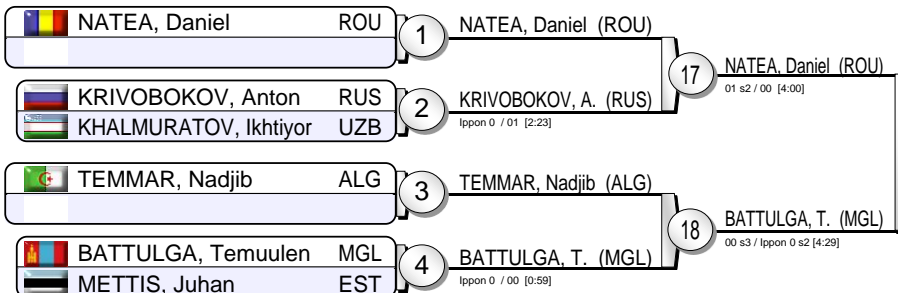 NATEA, Daniel ROU
1
NATEA, Daniel (ROU)
17
NATEA, Daniel (ROU)
01 s2 / 00 [4:00]
KRIVOBOKOV, Anton RUS
KHALMURATOV, Ikhtiyor UZB
2
KRIVOBOKOV, A. (RUS)
Ippon 0 / 01 [2:23]
TEMMAR, Nadjib ALG
3
TEMMAR, Nadjib (ALG)
18
BATTULGA, T. (MGL)
00 s3 / Ippon 0 s2 [4:29]
BATTULGA, Temuulen MGL
METTIS, Juhan EST
4
BATTULGA, T. (MGL)
Ippon 0 / 00 [0:59]